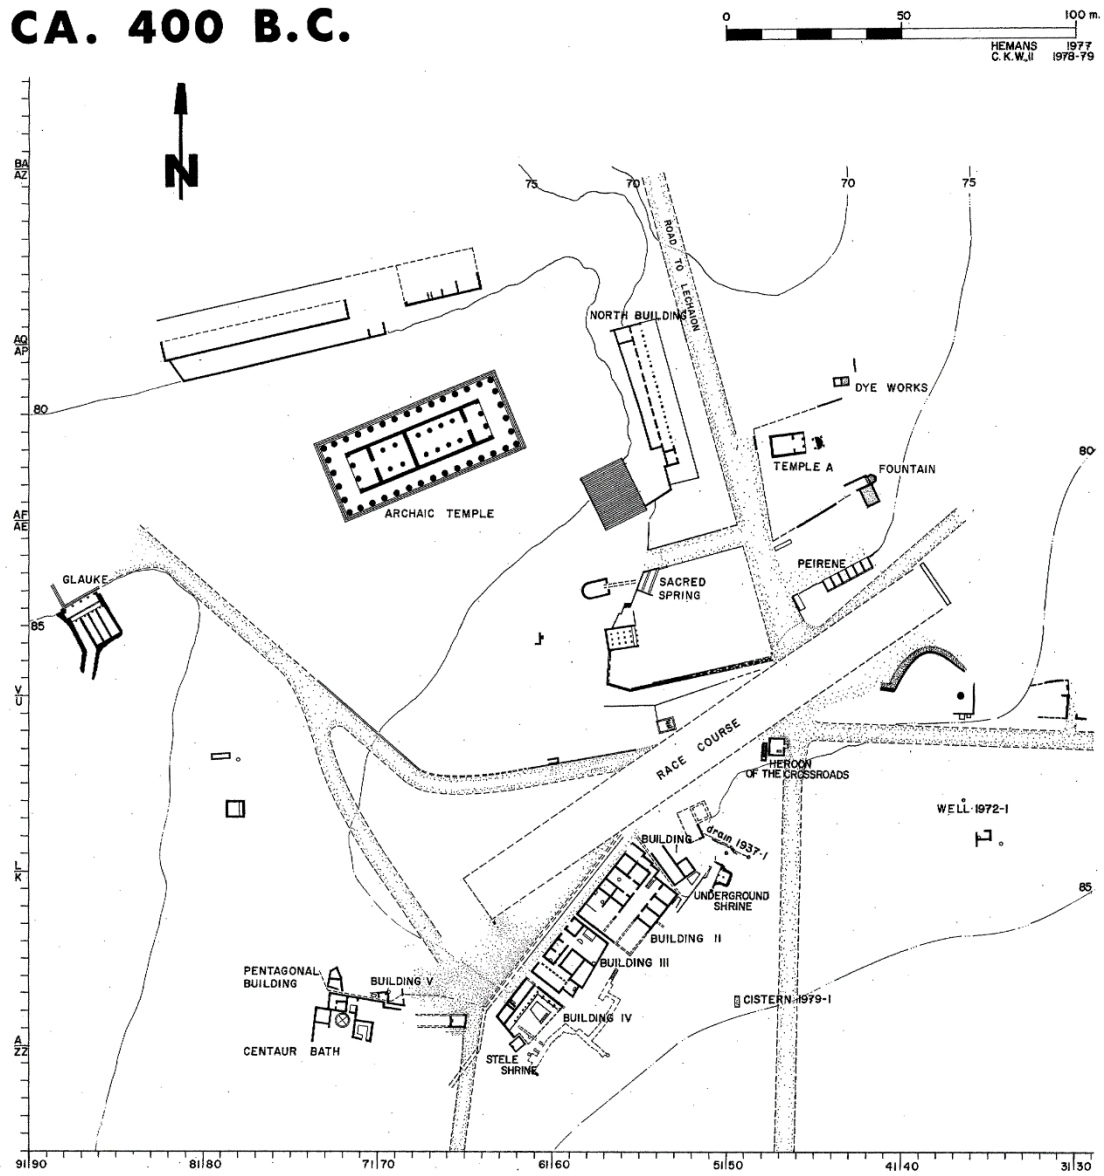 CA. 400 B.C.
0 50 100 m.
HEMANS 1977
C.K.W.,II 1978-79
N
BA
AZ
75 70 70 75
ROAD TO LECHAION
NORTH BUILDING
AQ
AP
DYE WORKS
80
TEMPLE A
FOUNTAIN
80
ARCHAIC TEMPLE
AF
AE
PEIRENE
GLAUKE
SACRED
SPRING
85
V
U
RACE COURSE
HEROON
OF THE CROSSROADS
WELL 1972-1
BUILDING I
drain 1937-1
L
K
UNDERGROUND
SHRINE
85
BUILDING II
BUILDING III
PENTAGONAL
BUILDING
BUILDING V
CISTERN 1979-1
BUILDING IV
A
ZZ
CENTAUR BATH
STELE
SHRINE
91|90 81|80 71|70 61|60 51|50 41|40 31|30